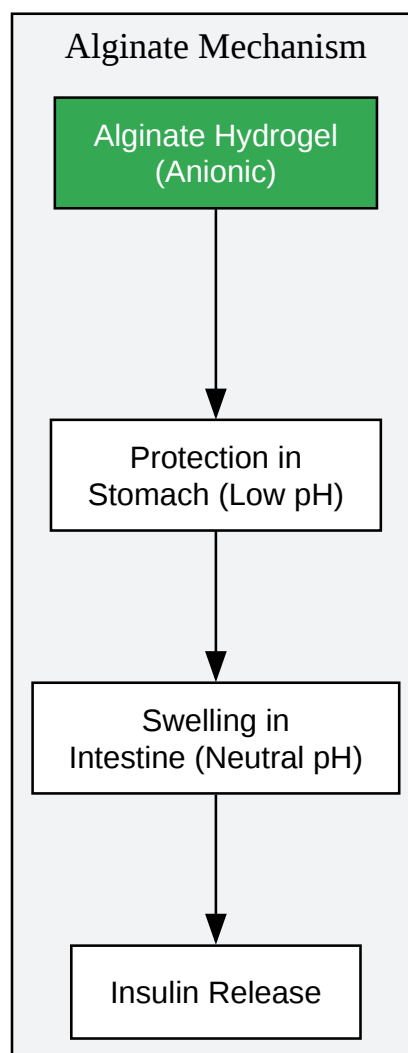 Alginate Mechanism
Alginate Hydrogel
(Anionic)
Protection in
Stomach (Low pH)
Swelling in
Intestine (Neutral pH)
Insulin Release